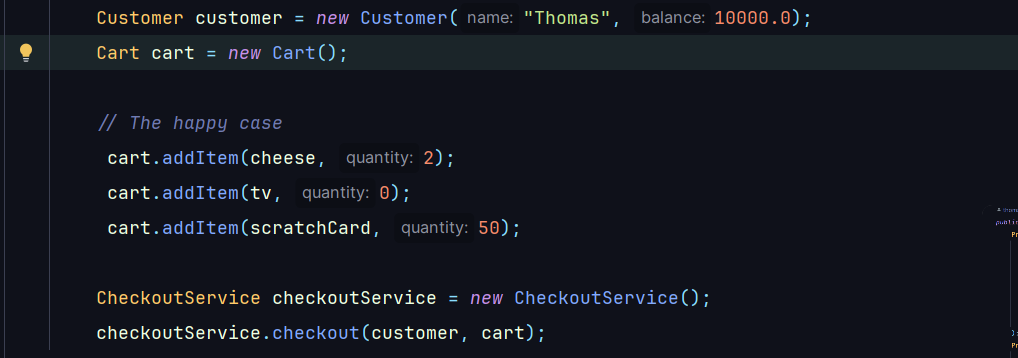 Customer customer = new Customer( name: "Thomas", balance: 10000.0);
Cart cart = new Cart();
// The happy case
cart.addItem(cheese, quantity: 2);
cart.addItem(tv, quantity: 0);
cart.addItem(scratchCard, quantity: 50);
CheckoutService checkoutService = new CheckoutService();
checkoutService.checkout(customer, cart);